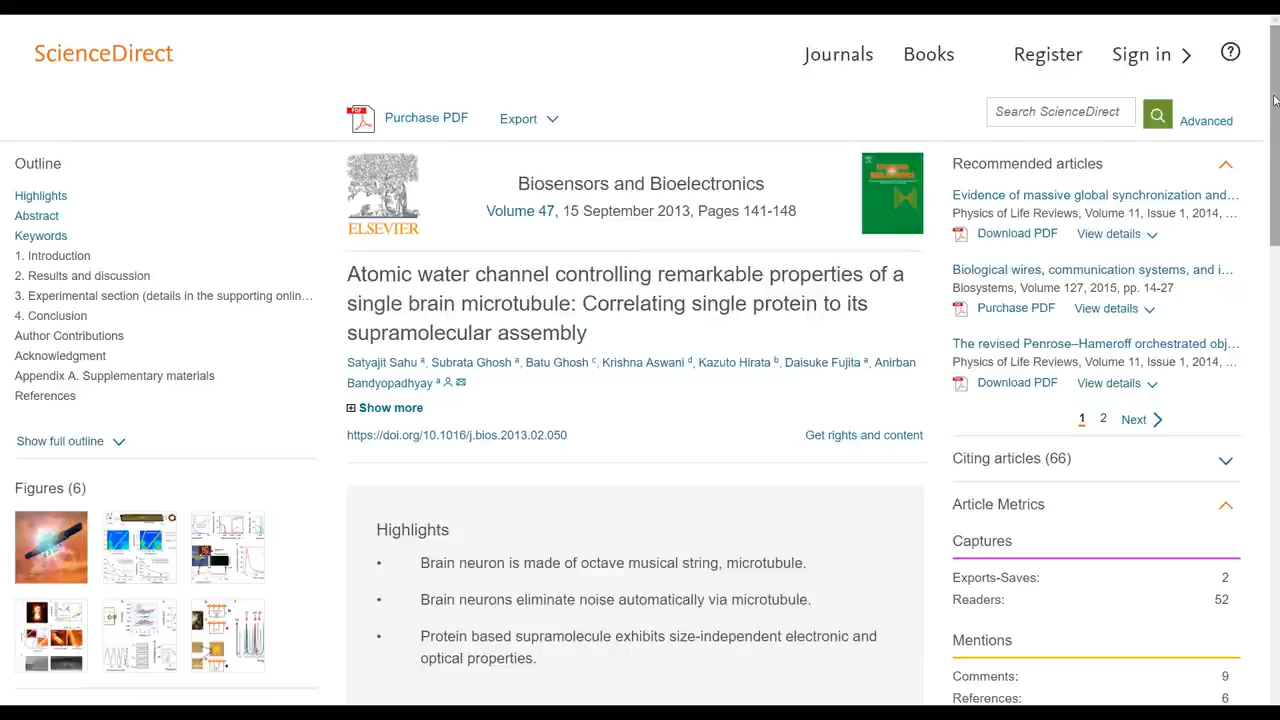 ScienceDirect
Journals
Books
Register
Sign in
Purchase PDF
Export
Search ScienceDirect
Advanced
Outline
Highlights
Abstract
Keywords
1. Introduction
2. Results and discussion
3. Experimental section (details in the supporting onlin…
4. Conclusion
Author Contributions
Acknowledgment
Appendix A. Supplementary materials
References
Show full outline
Figures (6)
ELSEVIER
Biosensors and Bioelectronics
Volume 47, 15 September 2013, Pages 141-148
Atomic water channel controlling remarkable properties of a
single brain microtubule: Correlating single protein to its
supramolecular assembly
Satyajit Sahu a, Subrata Ghosh a, Batu Ghosh c, Krishna Aswani d, Kazuto Hirata b, Daisuke Fujita a, Anirban
Bandyopadhyay a
Show more
https://doi.org/10.1016/j.bios.2013.02.050
Get rights and content
Highlights
• Brain neuron is made of octave musical string, microtubule.
• Brain neurons eliminate noise automatically via microtubule.
• Protein based supramolecule exhibits size-independent electronic and
optical properties.
Recommended articles
Evidence of massive global synchronization and...
Physics of Life Reviews, Volume 11, Issue 1, 2014, ...
Download PDF
View details
Biological wires, communication systems, and i...
Biosystems, Volume 127, 2015, pp. 14-27
Purchase PDF
View details
The revised Penrose–Hameroff orchestrated obj...
Physics of Life Reviews, Volume 11, Issue 1, 2014, ...
Download PDF
View details
1 2 Next
Citing articles (66)
Article Metrics
Captures
Exports-Saves: 2
Readers: 52
Mentions
Comments: 9
References: 6